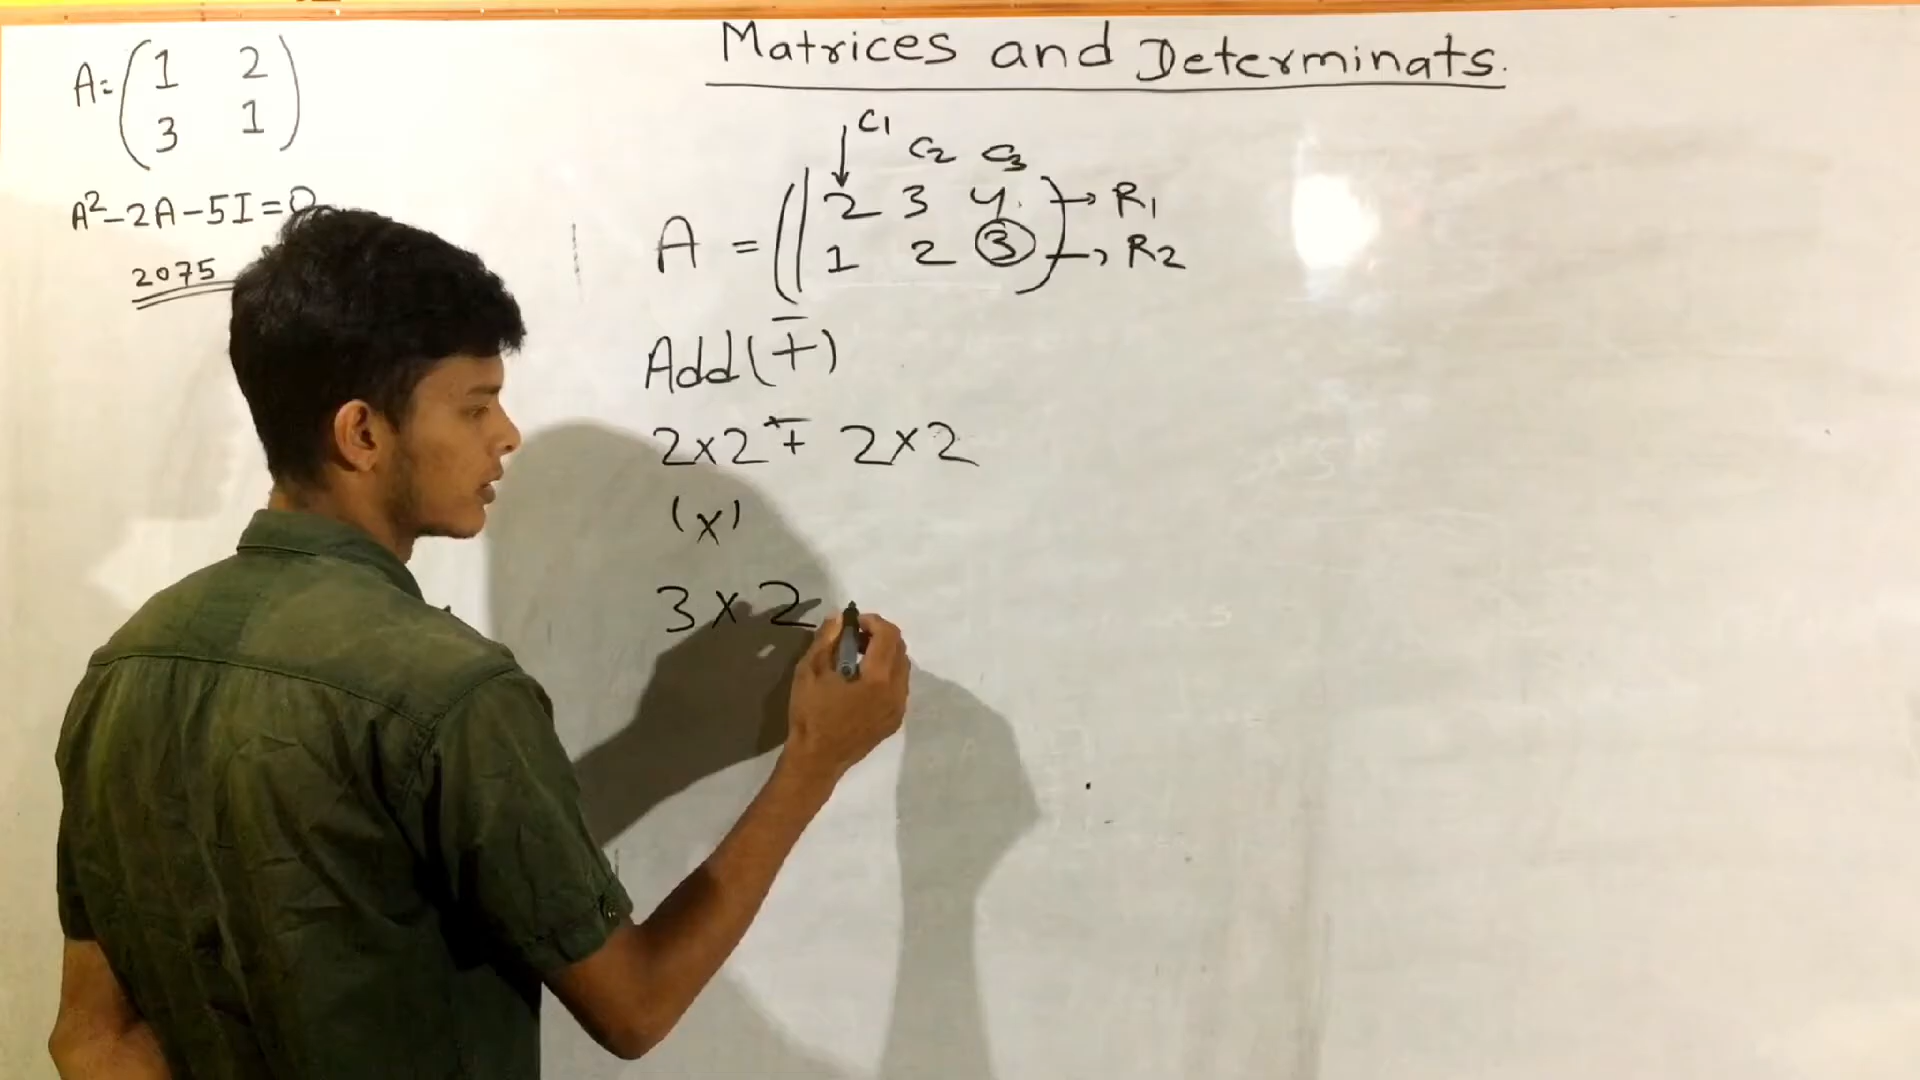 Matrices and Determinats.
A=(1 2
3 1)
A²-2A-5I=0
2075
C1 C2 C3
A = (2 3 4) → R1
1 2 3 → R2
Add(∓)
2x2 ∓ 2x2
(x)
3x2